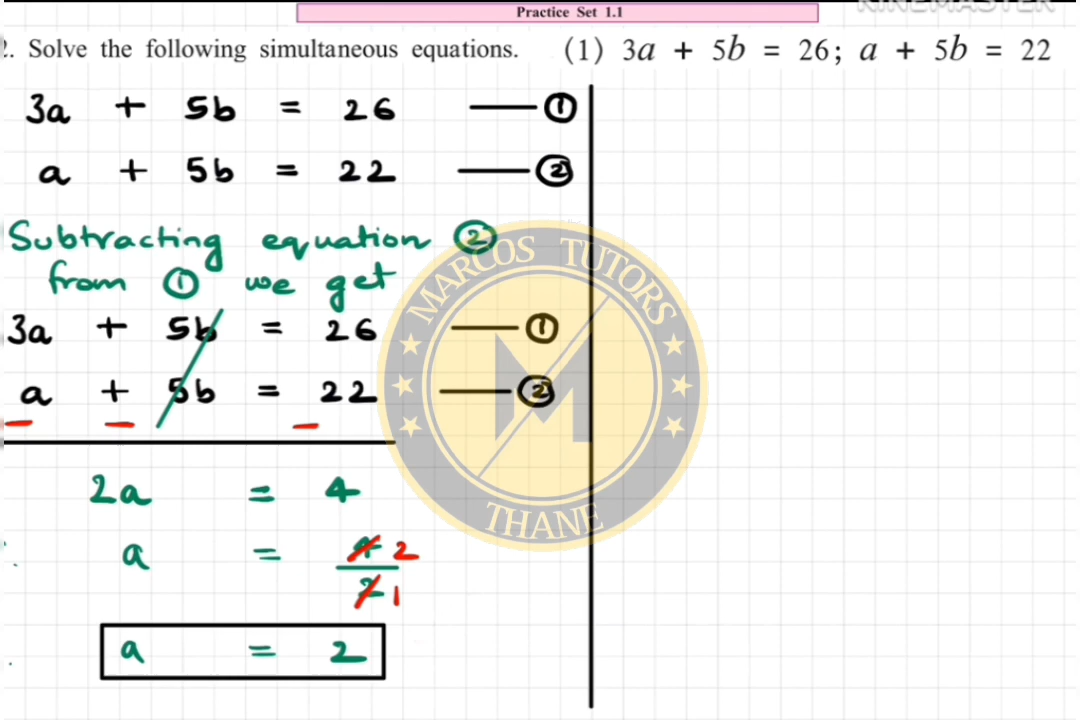 Practice Set 1.1
KINEMASTER
2. Solve the following simultaneous equations. (1) 3a + 5b = 26; a + 5b = 22
3a + 5b = 26 —— ①
a + 5b = 22 —— ②
Subtracting equation ②
from ① we get
3a + 5b = 26 —— ①
a + 5b = 22 —— ②
− − −
2a = 4
∴ a = 4/2 2/1
∴ a = 2
MARCOS TUTORS
THANE